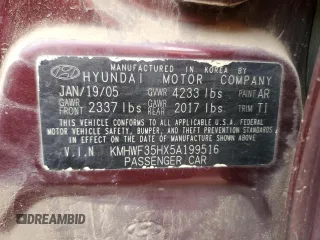 MANUFACTURED IN KOREA BY
HYUNDAI MOTOR COMPANY
JAN/19/05 GVWR 4233 lbs PAINT AR
GAWR FRONT 2337 lbs GAWR REAR 2017 lbs TRIM TI
THIS VEHICLE CONFORMS TO ALL APPLICABLE U.S. FEDERAL MOTOR
VEHICLE SAFETY, BUMPER, AND THEFT PREVENTION STANDARDS
IN EFFECT ON THE DATE OF MANUFACTURE SHOWN ABOVE.
V.I.N KMHWF35HX5A199516
PASSENGER CAR
©DREAMBID